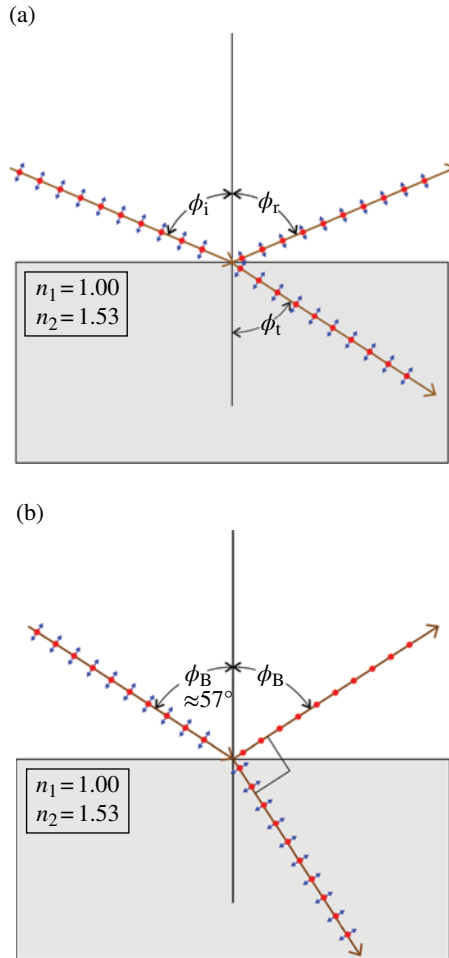 (a)
ϕi ϕr
n1 = 1.00
n2 = 1.53
ϕt
(b)
ϕB ϕB
≈57°
n1 = 1.00
n2 = 1.53